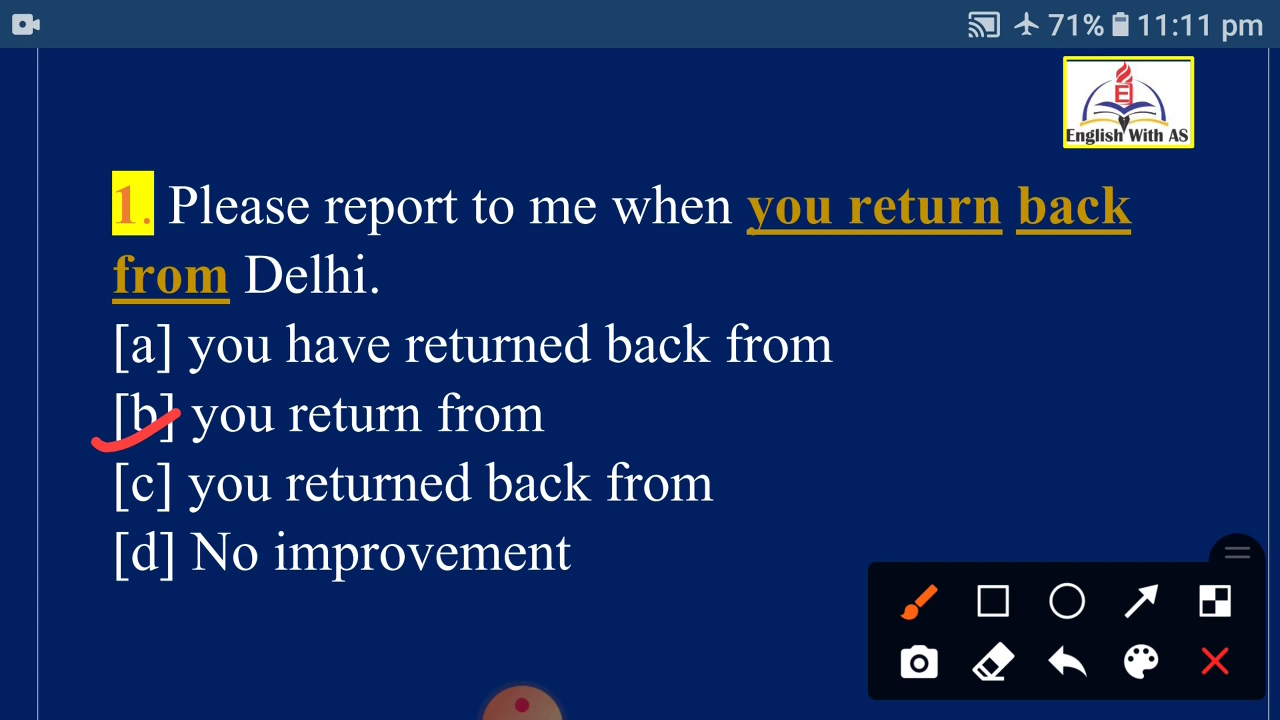 71% 11:11 pm
E
English With AS
1. Please report to me when you return back
from Delhi.
[a] you have returned back from
[b] you return from
[c] you returned back from
[d] No improvement